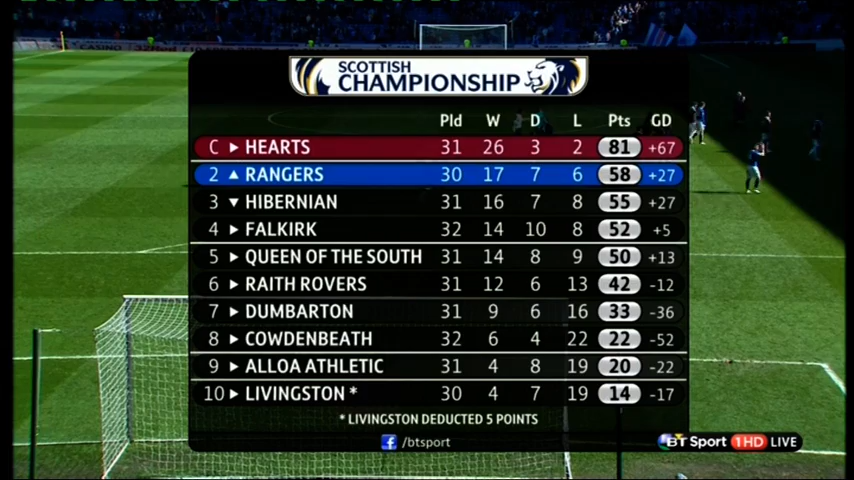 SCOTTISH
CHAMPIONSHIP
Pld W D L Pts GD
C HEARTS 31 26 3 2 81 +67
2 RANGERS 30 17 7 6 58 +27
3 HIBERNIAN 31 16 7 8 55 +27
4 FALKIRK 32 14 10 8 52 +5
5 QUEEN OF THE SOUTH 31 14 8 9 50 +13
6 RAITH ROVERS 31 12 6 13 42 -12
7 DUMBARTON 31 9 6 16 33 -36
8 COWDENBEATH 32 6 4 22 22 -52
9 ALLOA ATHLETIC 31 4 8 19 20 -22
10 LIVINGSTON * 30 4 7 19 14 -17
* LIVINGSTON DEDUCTED 5 POINTS
f /btsport
BT Sport 1HD LIVE